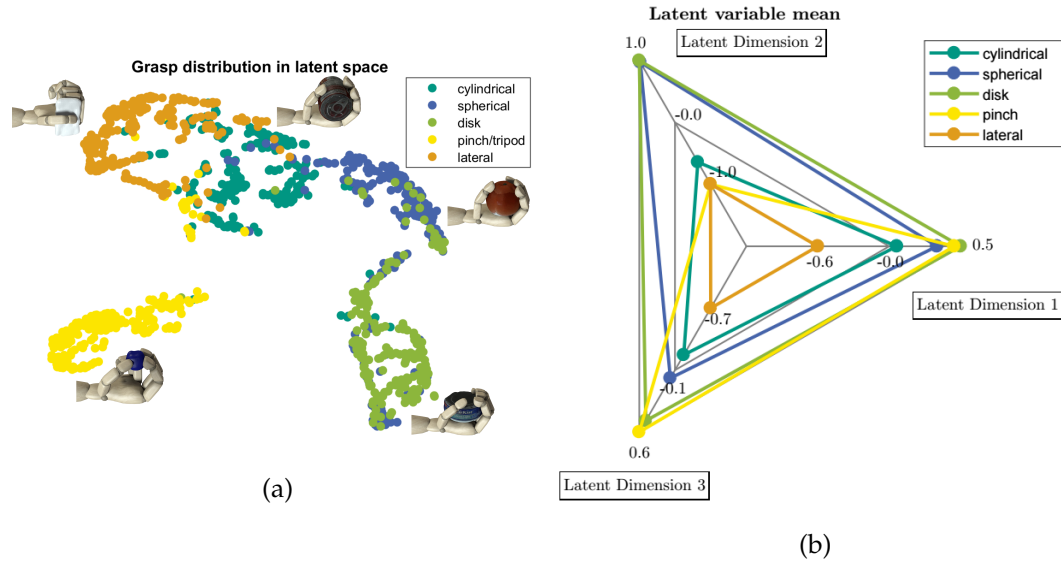 Grasp distribution in latent space
cylindrical
spherical
disk
pinch/tripod
lateral
(a)
Latent variable mean
1.0
Latent Dimension 2
cylindrical
spherical
disk
pinch
lateral
-0.0
-1.0
-0.6
-0.0
0.5
Latent Dimension 1
-0.7
-0.1
0.6
Latent Dimension 3
(b)